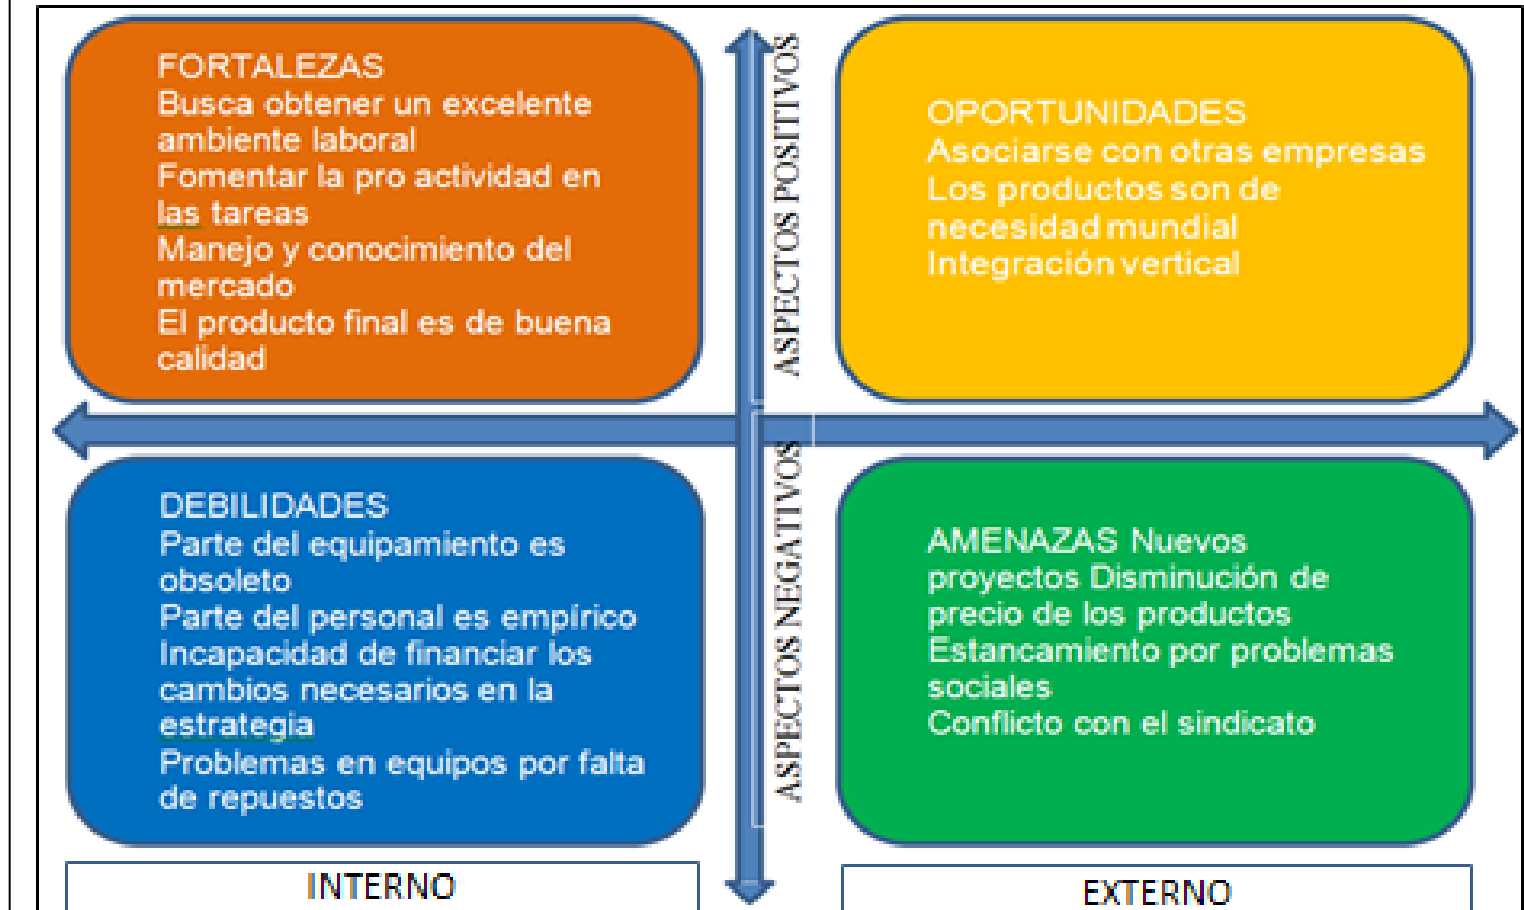 FORTALEZAS
Busca obtener un excelente
ambiente laboral
Fomentar la pro actividad en
las tareas
Manejo y conocimiento del
mercado
El producto final es de buena
calidad
ASPECTOS POSITIVOS
OPORTUNIDADES
Asociarse con otras empresas
Los productos son de
necesidad mundial
Integración vertical
DEBILIDADES
Parte del equipamiento es
obsoleto
Parte del personal es empírico
Incapacidad de financiar los
cambios necesarios en la
estrategia
Problemas en equipos por falta
de repuestos
ASPECTOS NEGATIVOS
AMENAZAS Nuevos
proyectos Disminución de
precio de los productos
Estancamiento por problemas
sociales
Conflicto con el sindicato
INTERNO
EXTERNO